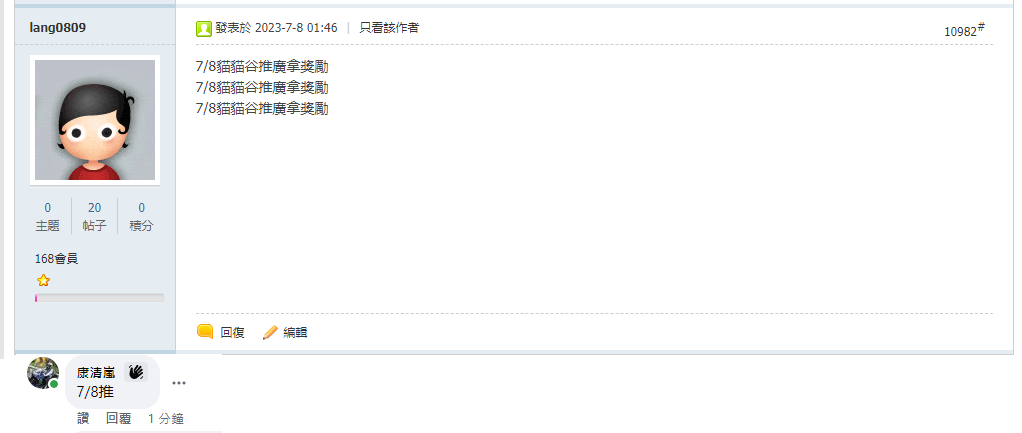 lang0809
發表於 2023-7-8 01:46 | 只看該作者
10982#
7/8貓貓谷推廣拿獎勵
7/8貓貓谷推廣拿獎勵
7/8貓貓谷推廣拿獎勵
0 20 0
主題 帖子 積分
168會員
回復 編輯
康清嵐
7/8推
讚 回覆 1 分鐘